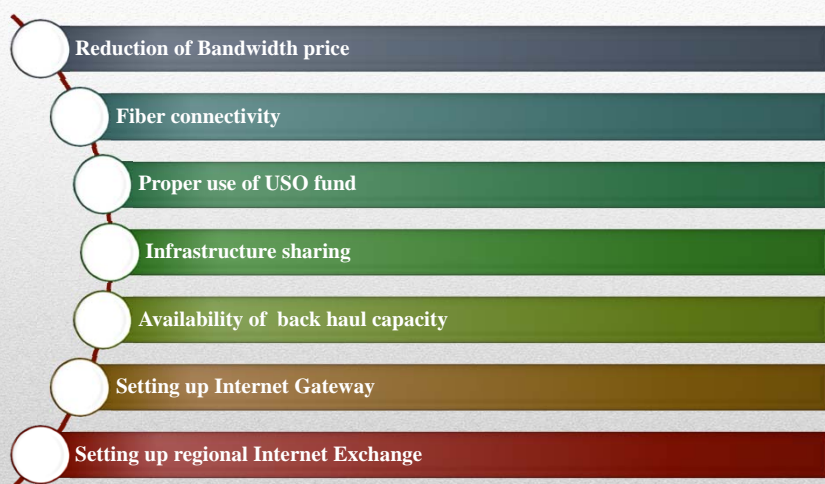 Reduction of Bandwidth price
Fiber connectivity
Proper use of USO fund
Infrastructure sharing
Availability of back haul capacity
Setting up Internet Gateway
Setting up regional Internet Exchange